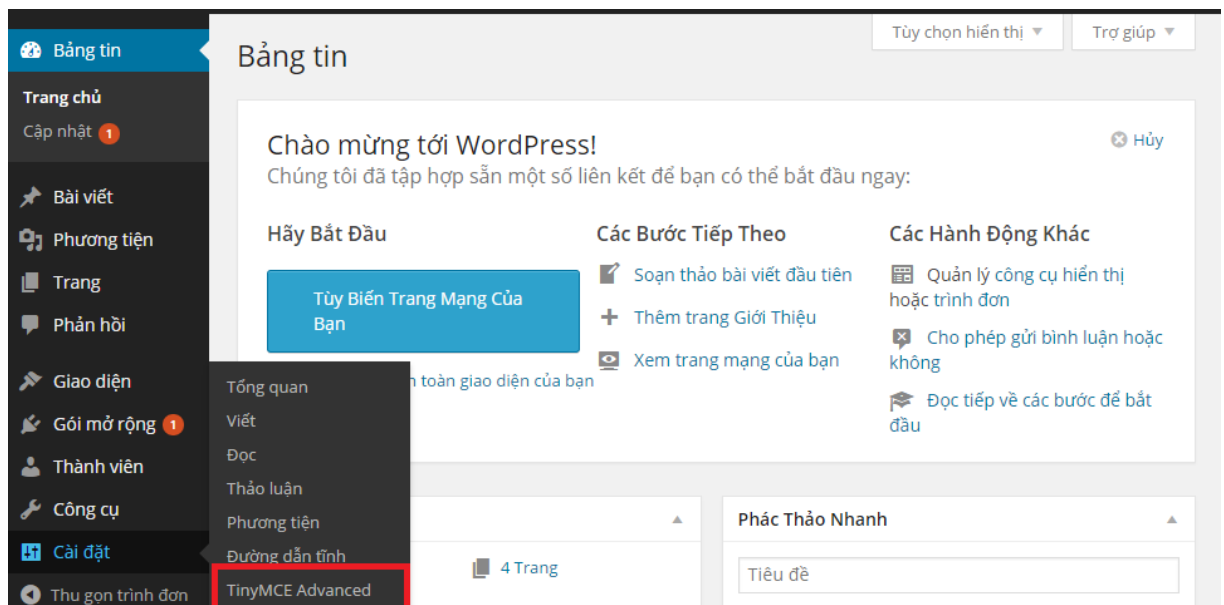 Bảng tin
Trang chủ
Cập nhật 1
Bài viết
Phương tiện
Trang
Phản hồi
Giao diện
Gói mở rộng 1
Thành viên
Công cụ
Cài đặt
Thu gọn trình đơn
Tổng quan
Viết
Đọc
Thảo luận
Phương tiện
Đường dẫn tĩnh
TinyMCE Advanced
Tùy chọn hiển thị
Trợ giúp
Bảng tin
Chào mừng tới WordPress!
Hủy
Chúng tôi đã tập hợp sẵn một số liên kết để bạn có thể bắt đầu ngay:
Hãy Bắt Đầu
Tùy Biến Trang Mạng Của
Bạn
toàn giao diện của bạn
Các Bước Tiếp Theo
Soạn thảo bài viết đầu tiên
Thêm trang Giới Thiệu
Xem trang mạng của bạn
Các Hành Động Khác
Quản lý công cụ hiển thị
hoặc trình đơn
Cho phép gửi bình luận hoặc
không
Đọc tiếp về các bước để bắt
đầu
4 Trang
Phác Thảo Nhanh
Tiêu đề